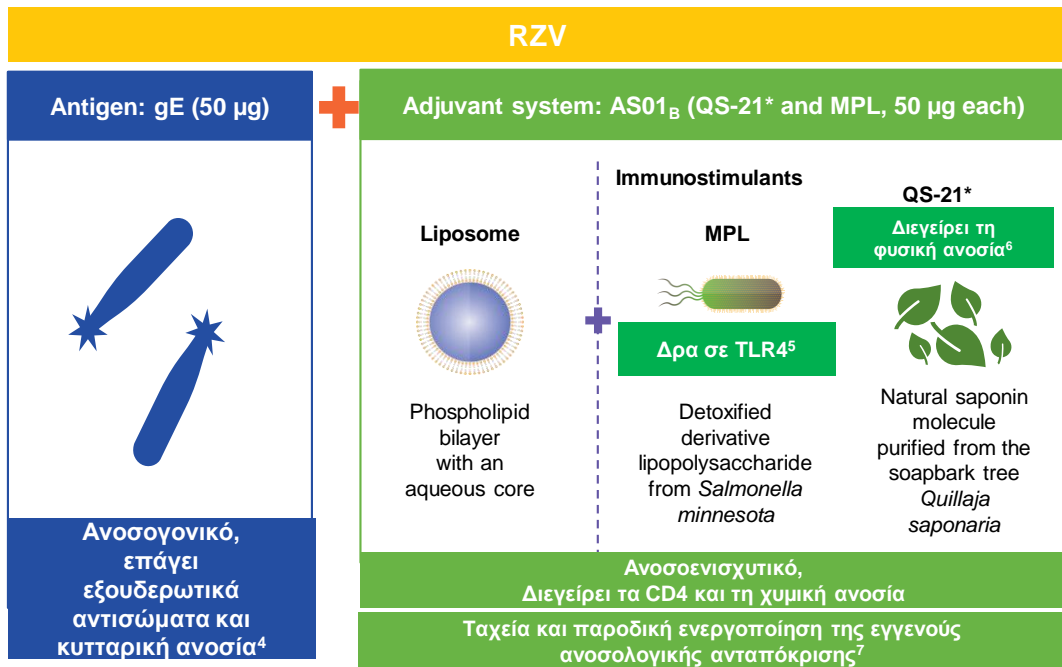 RZV
Antigen: gE (50 μg)
Ανοσογονικό,
επάγει
εξουδερωτικά
αντισώματα και
κυτταρική ανοσία⁴
Adjuvant system: AS01B (QS-21* and MPL, 50 μg each)
Liposome
Phospholipid
bilayer
with an
aqueous core
Immunostimulants
MPL
Δρα σε TLR4⁵
Detoxified
derivative
lipopolysaccharide
from Salmonella
minnesota
QS-21*
Διεγείρει τη
φυσική ανοσία⁶
Natural saponin
molecule
purified from the
soapbark tree
Quillaja
saponaria
Ανοσοενισχυτικό,
Διεγείρει τα CD4 και τη χυμική ανοσία
Ταχεία και παροδική ενεργοποίηση της εγγενούς
ανοσολογικής ανταπόκρισης⁷